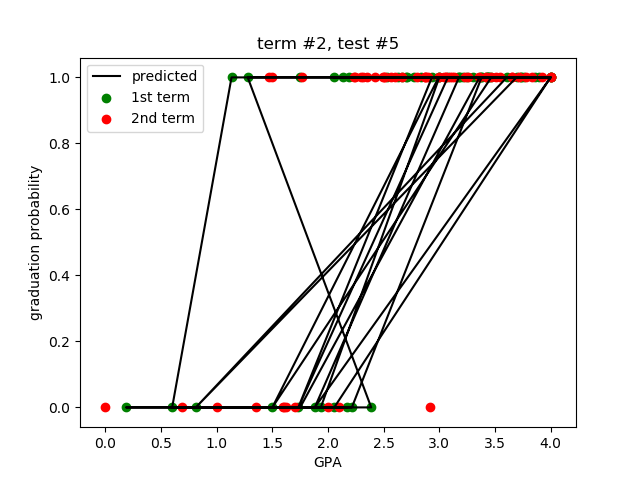 term #2, test #5
predicted
1st term
2nd term
graduation probability
1.0
0.8
0.6
0.4
0.2
0.0
0.0 0.5 1.0 1.5 2.0 2.5 3.0 3.5 4.0
GPA